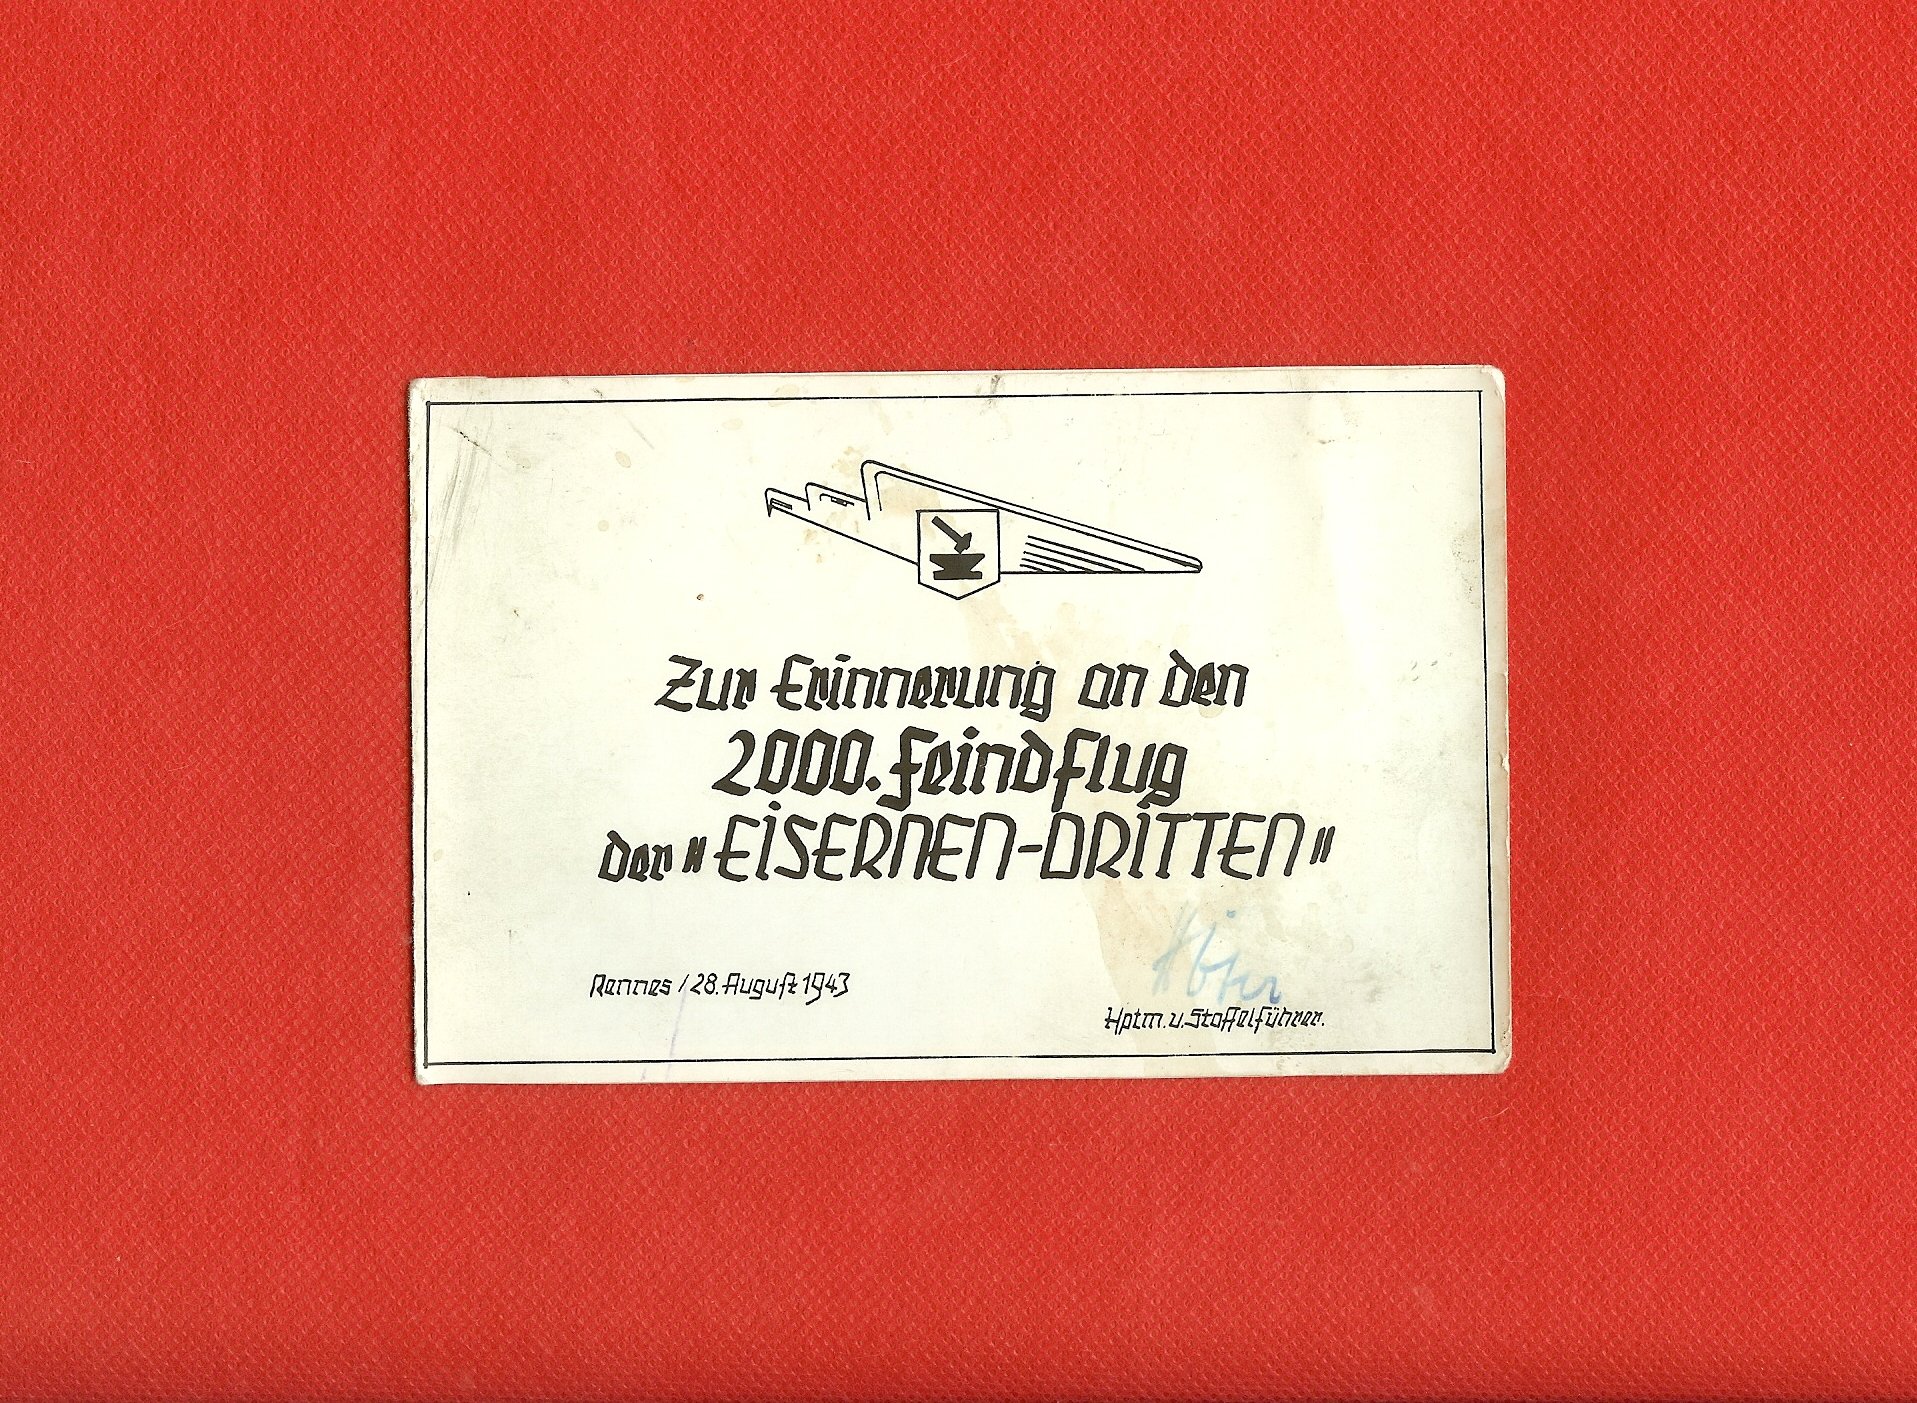 Zur Erinnerung an den
2000. Feindflug
der "EISERNEN-DRITTEN"
Rennes / 28. August 1943
Hptm. u. Staffelführer.